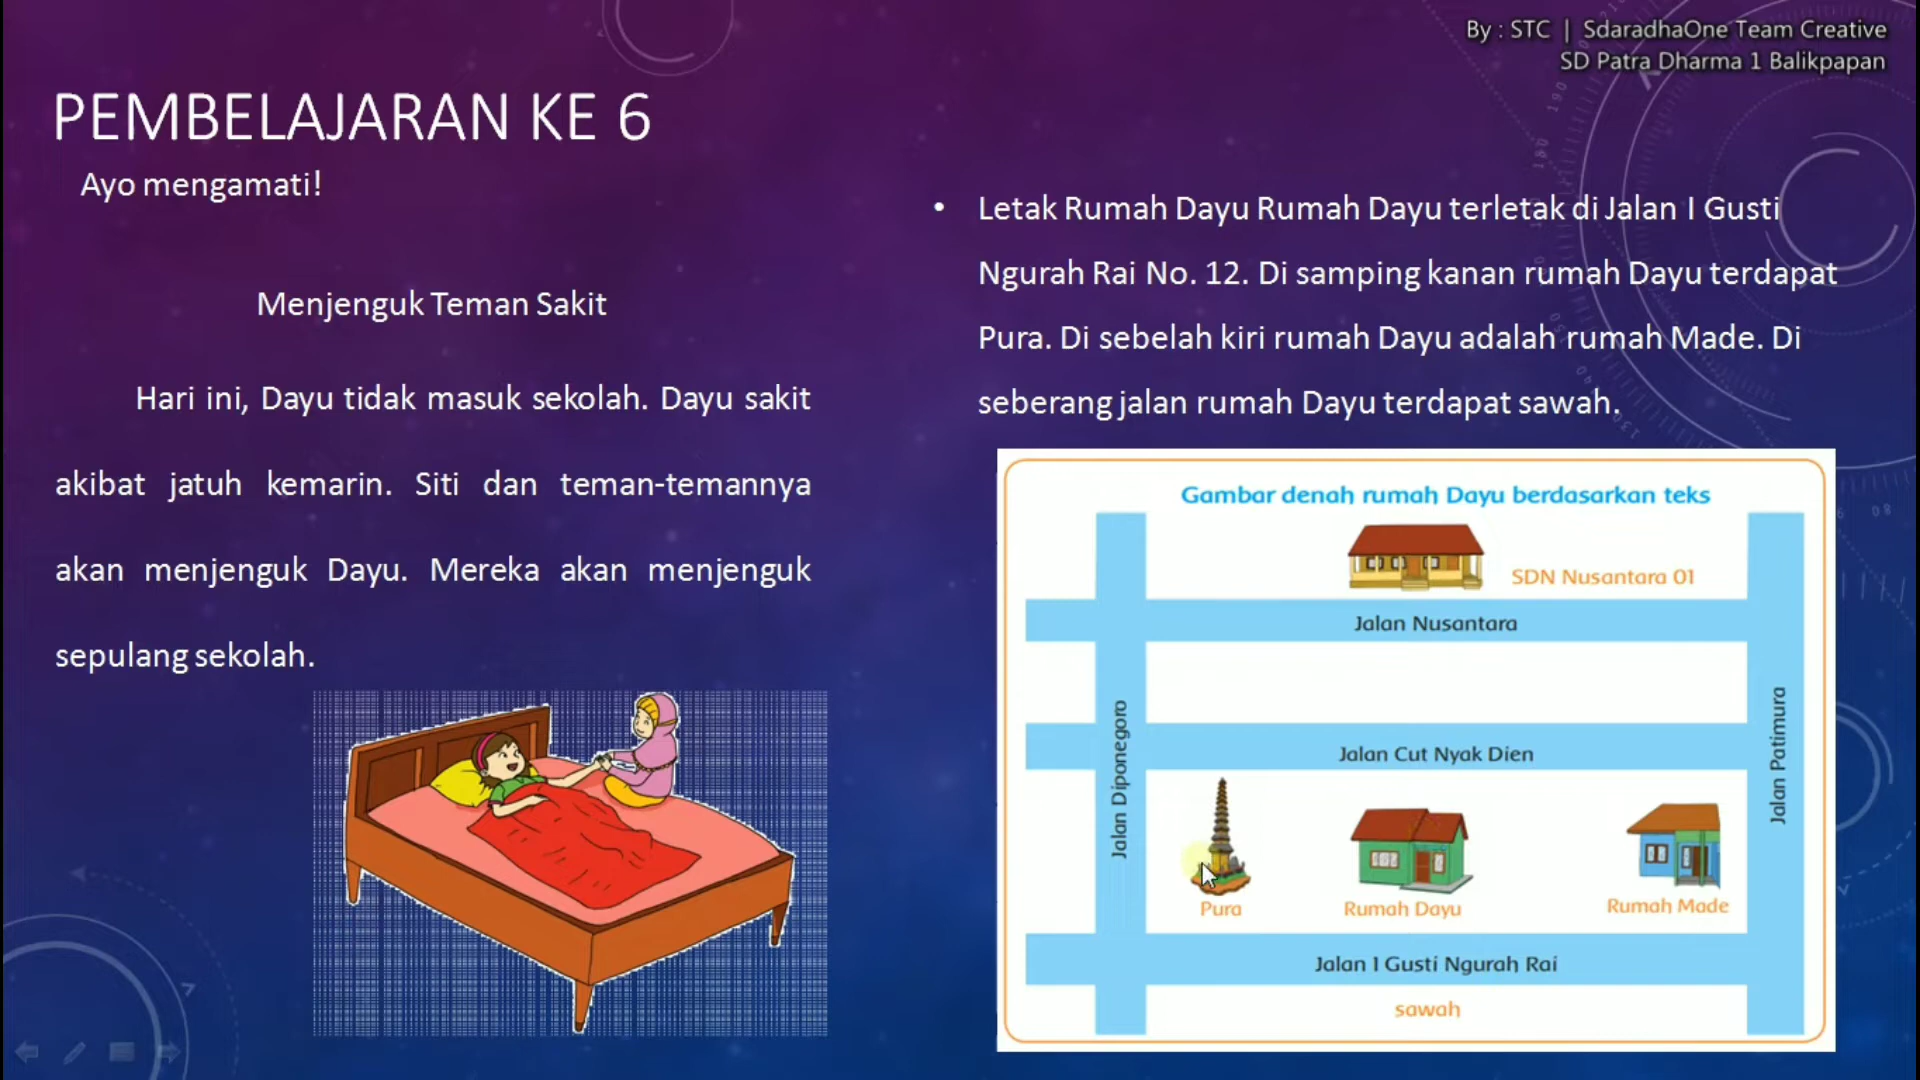 By : STC | SdaradhaOne Team Creative
SD Patra Dharma 1 Balikpapan
PEMBELAJARAN KE 6
Ayo mengamati!
Menjenguk Teman Sakit
Hari ini, Dayu tidak masuk sekolah. Dayu sakit
akibat jatuh kemarin. Siti dan teman-temannya
akan menjenguk Dayu. Mereka akan menjenguk
sepulang sekolah.
• Letak Rumah Dayu Rumah Dayu terletak di Jalan I Gusti
Ngurah Rai No. 12. Di samping kanan rumah Dayu terdapat
Pura. Di sebelah kiri rumah Dayu adalah rumah Made. Di
seberang jalan rumah Dayu terdapat sawah.
Gambar denah rumah Dayu berdasarkan teks
SDN Nusantara 01
Jalan Nusantara
Jalan Diponegoro
Jalan Cut Nyak Dien
Jalan Patimura
Pura
Rumah Dayu
Rumah Made
Jalan I Gusti Ngurah Rai
sawah